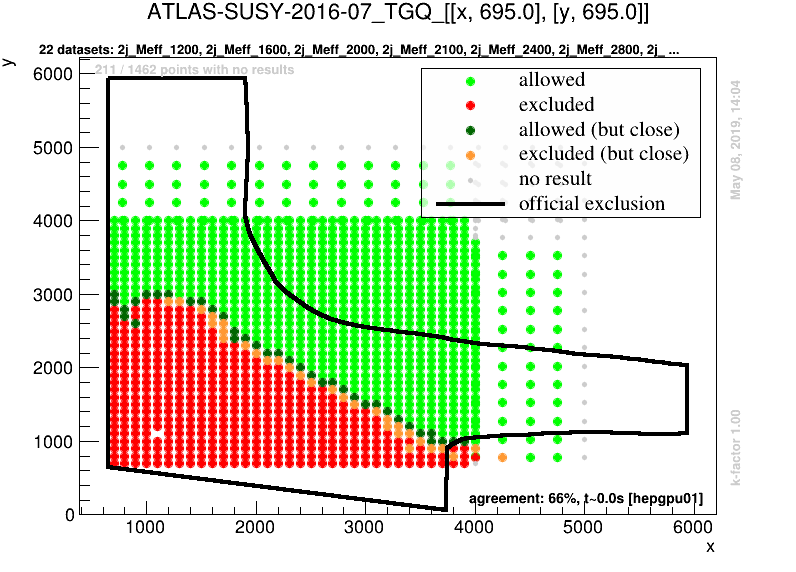 ATLAS-SUSY-2016-07_TGQ_[[x, 695.0], [y, 695.0]]
22 datasets: 2j_Meff_1200, 2j_Meff_1600, 2j_Meff_2000, 2j_Meff_2100, 2j_Meff_2400, 2j_Meff_2800, 2j_ ...
y
211 / 1462 points with no results
allowed
excluded
allowed (but close)
excluded (but close)
no result
official exclusion
6000
5000
4000
3000
2000
1000
0
May 08, 2019, 14:04
k-factor 1.00
agreement: 66%, t~0.0s [hepgpu01]
1000 2000 3000 4000 5000 6000
x